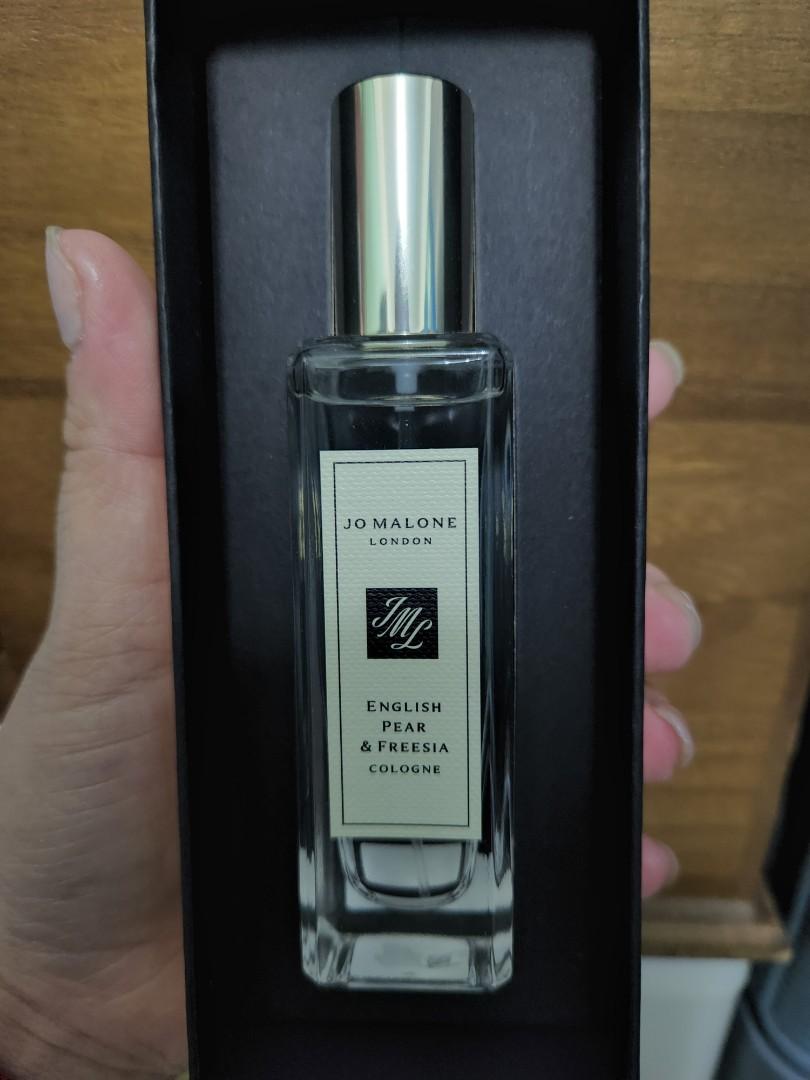 JO MALONE
LONDON
JML
ENGLISH
PEAR
& FREESIA
COLOGNE